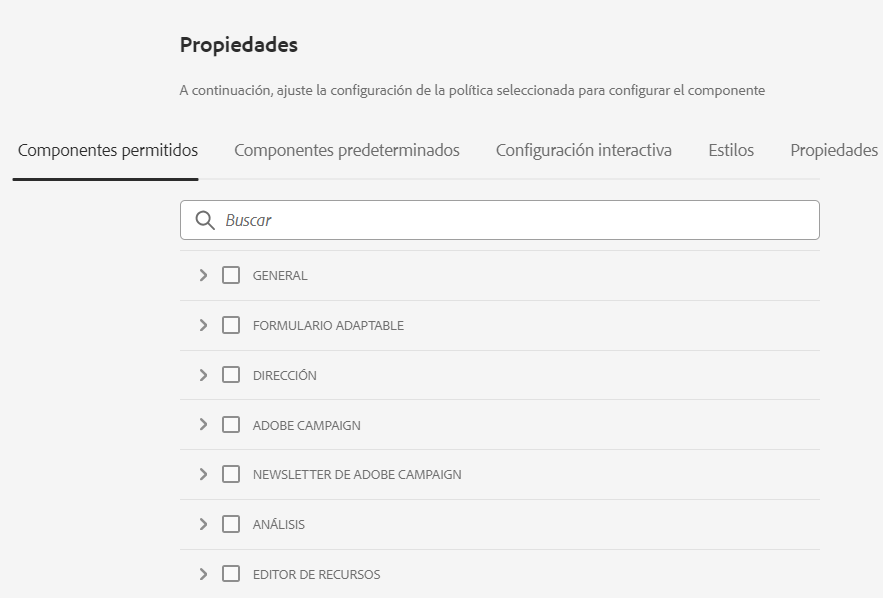 Propiedades
A continuación, ajuste la configuración de la política seleccionada para configurar el componente
Componentes permitidos Componentes predeterminados Configuración interactiva Estilos Propiedades
Buscar
GENERAL
FORMULARIO ADAPTABLE
DIRECCIÓN
ADOBE CAMPAIGN
NEWSLETTER DE ADOBE CAMPAIGN
ANÁLISIS
EDITOR DE RECURSOS